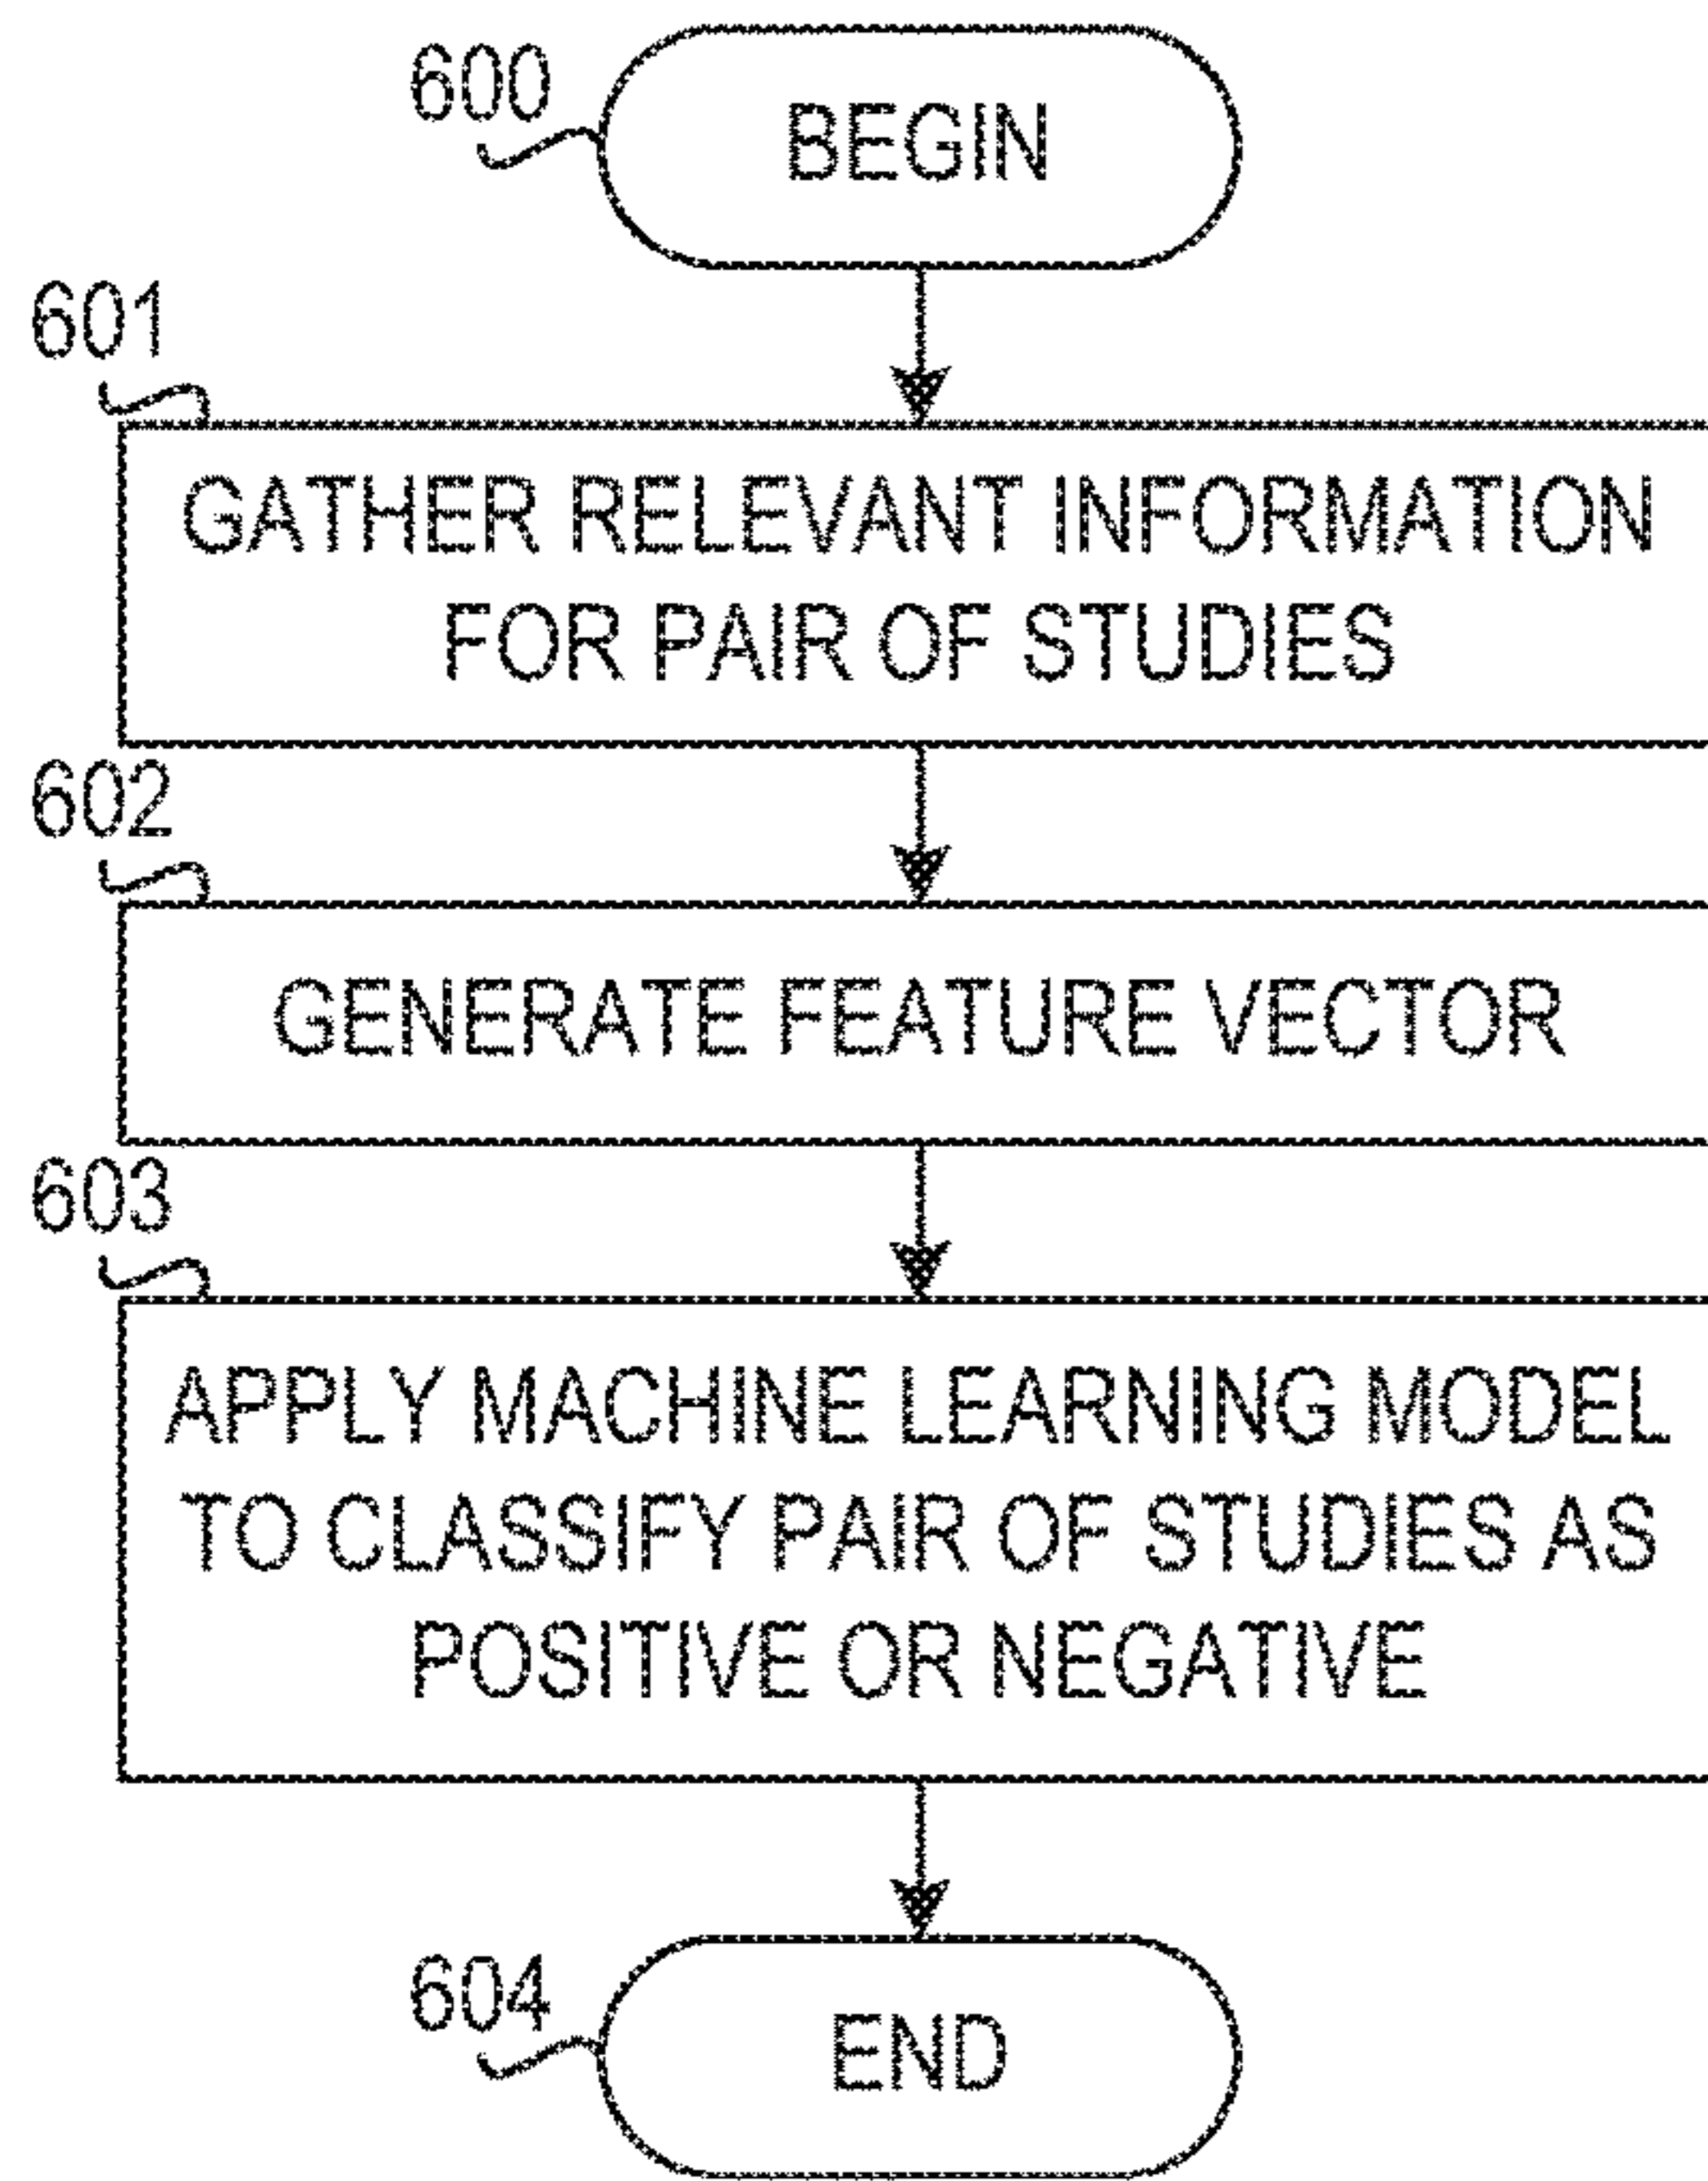 600
BEGIN
601
GATHER RELEVANT INFORMATION
FOR PAIR OF STUDIES
602
GENERATE FEATURE VECTOR
603
APPLY MACHINE LEARNING MODEL
TO CLASSIFY PAIR OF STUDIES AS
POSITIVE OR NEGATIVE
604
END